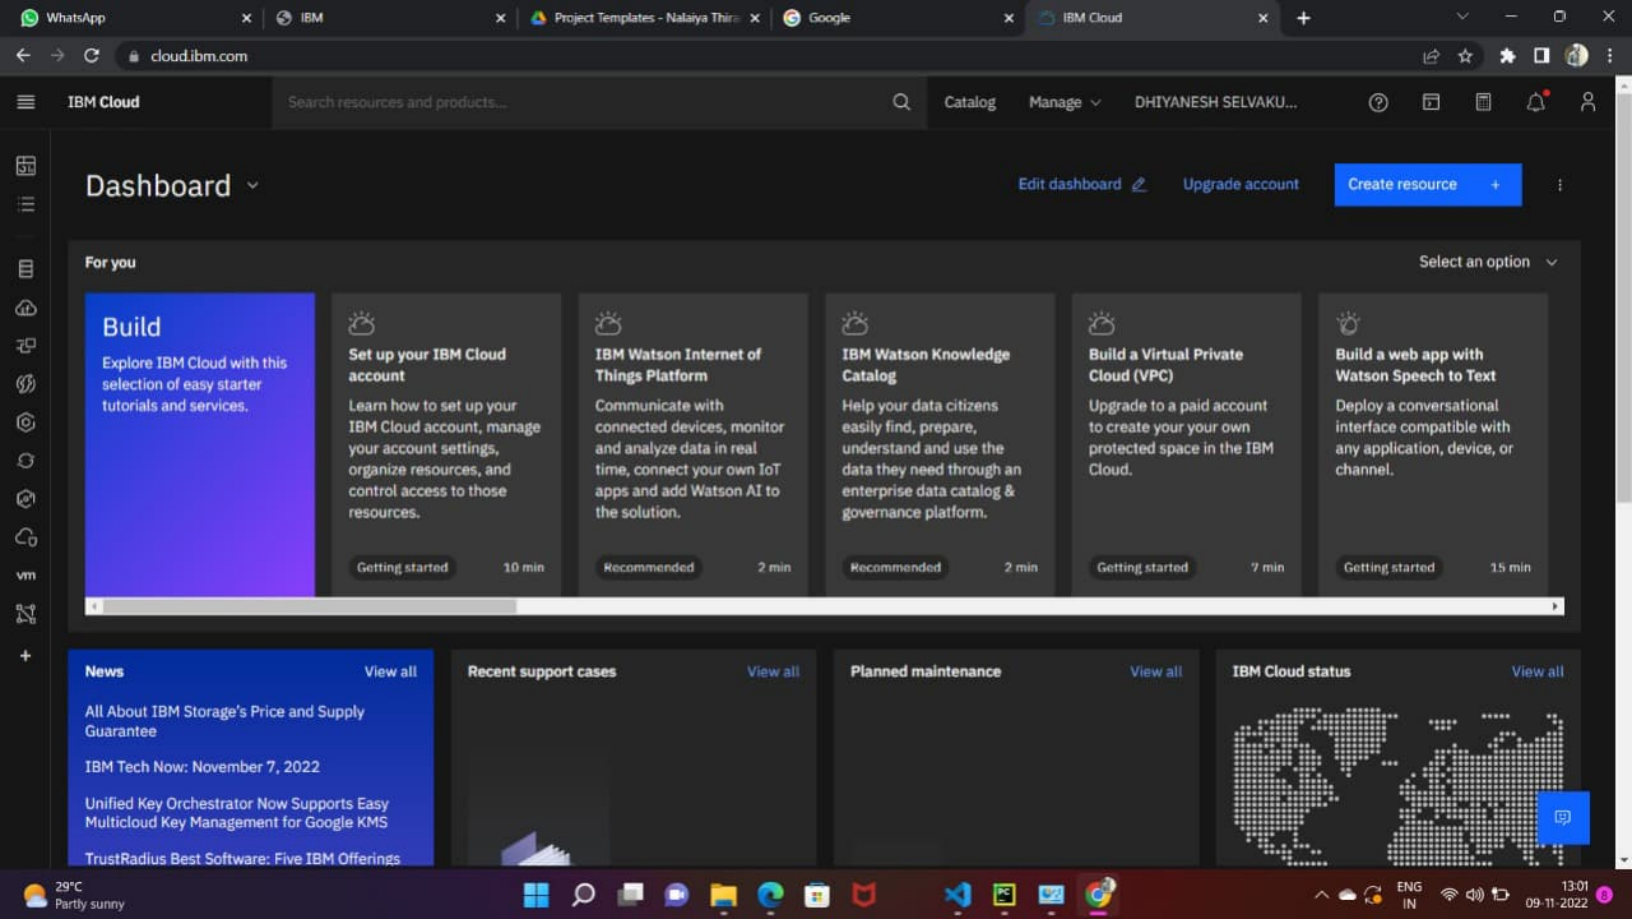 WhatsApp
IBM
Project Templates - Nalaiya Thira
Google
IBM Cloud
cloud.ibm.com
IBM Cloud
Search resources and products...
Catalog
Manage
DHIYANESH SELVAKU...
Dashboard
Edit dashboard
Upgrade account
Create resource +
For you
Select an option
Build
Explore IBM Cloud with this
selection of easy starter
tutorials and services.
Set up your IBM Cloud
account
Learn how to set up your
IBM Cloud account, manage
your account settings,
organize resources, and
control access to those
resources.
Getting started 10 min
IBM Watson Internet of
Things Platform
Communicate with
connected devices, monitor
and analyze data in real
time, connect your own IoT
apps and add Watson AI to
the solution.
Recommended 2 min
IBM Watson Knowledge
Catalog
Help your data citizens
easily find, prepare,
understand and use the
data they need through an
enterprise data catalog &
governance platform.
Recommended 2 min
Build a Virtual Private
Cloud (VPC)
Upgrade to a paid account
to create your your own
protected space in the IBM
Cloud.
Getting started 7 min
Build a web app with
Watson Speech to Text
Deploy a conversational
interface compatible with
any application, device, or
channel.
Getting started 15 min
vm
News View all
All About IBM Storage's Price and Supply
Guarantee
IBM Tech Now: November 7, 2022
Unified Key Orchestrator Now Supports Easy
Multicloud Key Management for Google KMS
TrustRadius Best Software: Five IBM Offerings
Recent support cases View all
Planned maintenance View all
IBM Cloud status View all
29°C
Partly sunny
PC
ENG
IN
13:01
09-11-2022
8